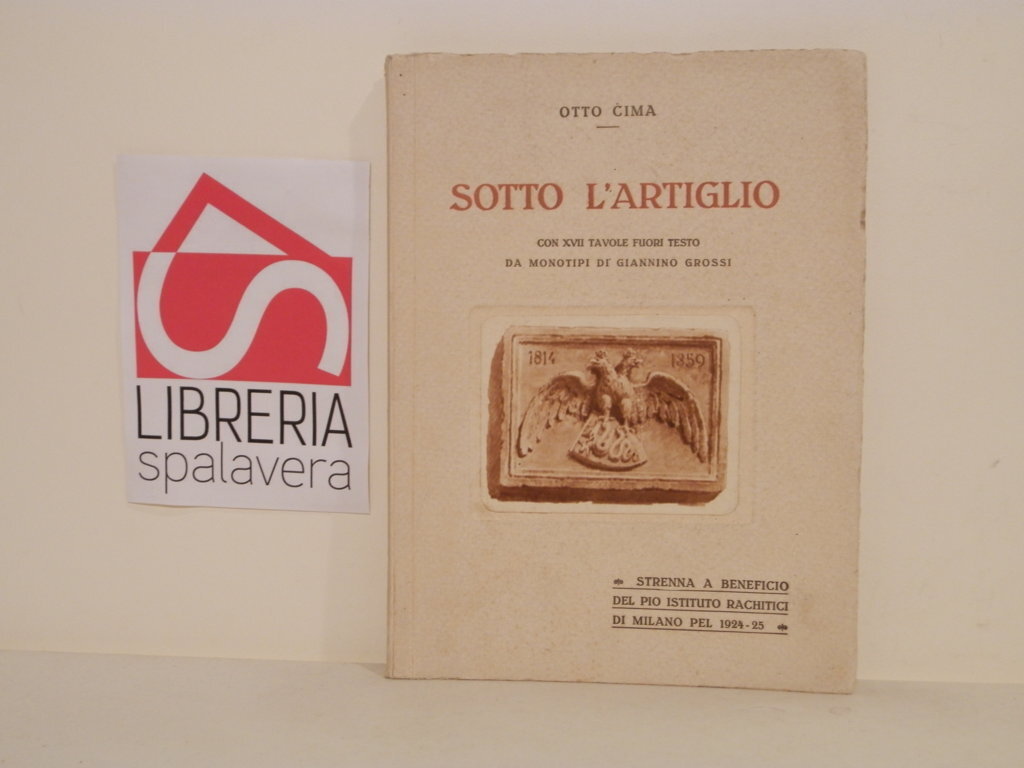 LIBRERIA
spalavera
OTTO CIMA
SOTTO L'ARTIGLIO
CON XVII TAVOLE FUORI TESTO
DA MONOTIPI DI GIANNINO GROSSI
1814 1859
STRENNA A BENEFICIO
DEL PIO ISTITUTO RACHITICI
DI MILANO PEL 1924-25